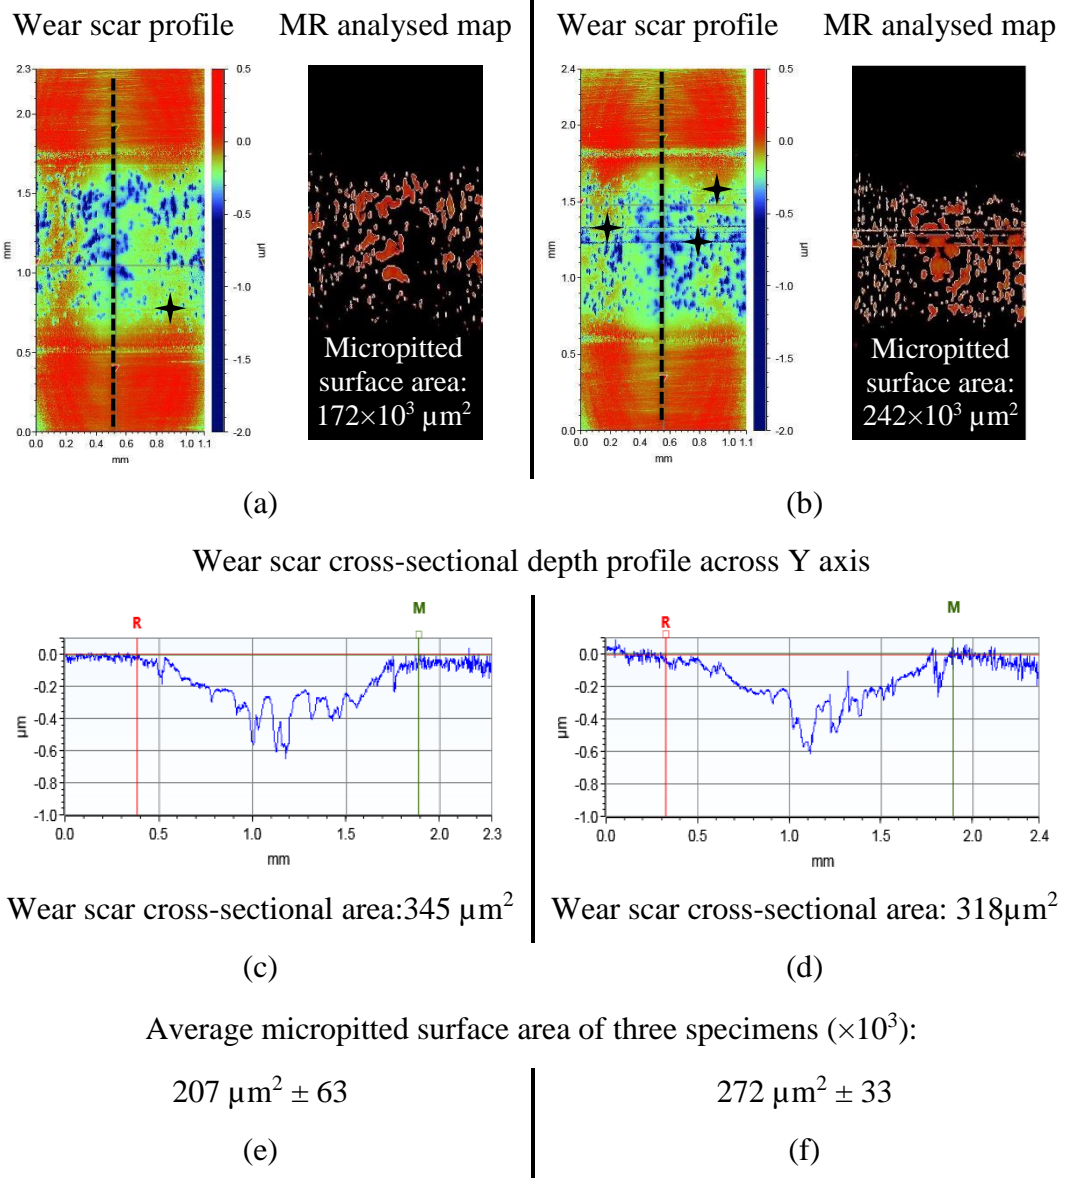 Wear scar profile MR analysed map
Wear scar profile MR analysed map
2.3
2.0
1.5
1.0
0.5
0.0
mm
0.0 0.2 0.4 0.6 0.8 1.1
mm
0.5
0.0
-0.5
-1.0
-1.5
-2.0
µm
Micropitted
surface area:
172×10³ µm²
2.4
2.0
1.5
1.0
0.5
0.0
mm
0.0 0.2 0.4 0.6 0.8 1.1
mm
0.5
0.0
-0.5
-1.0
-1.5
-2.0
µm
Micropitted
surface area:
242×10³ µm²
(a)
(b)
Wear scar cross-sectional depth profile across Y axis
R M
0.0
-0.2
-0.4
-0.6
-0.8
-1.0
µm
0.0 0.5 1.0 1.5 2.0 2.3
mm
R M
0.0
-0.2
-0.4
-0.6
-0.8
-1.0
µm
0.0 0.5 1.0 1.5 2.0 2.4
mm
Wear scar cross-sectional area:345 µm²
Wear scar cross-sectional area: 318µm²
(c)
(d)
Average micropitted surface area of three specimens (×10³):
207 µm² ± 63
272 µm² ± 33
(e)
(f)